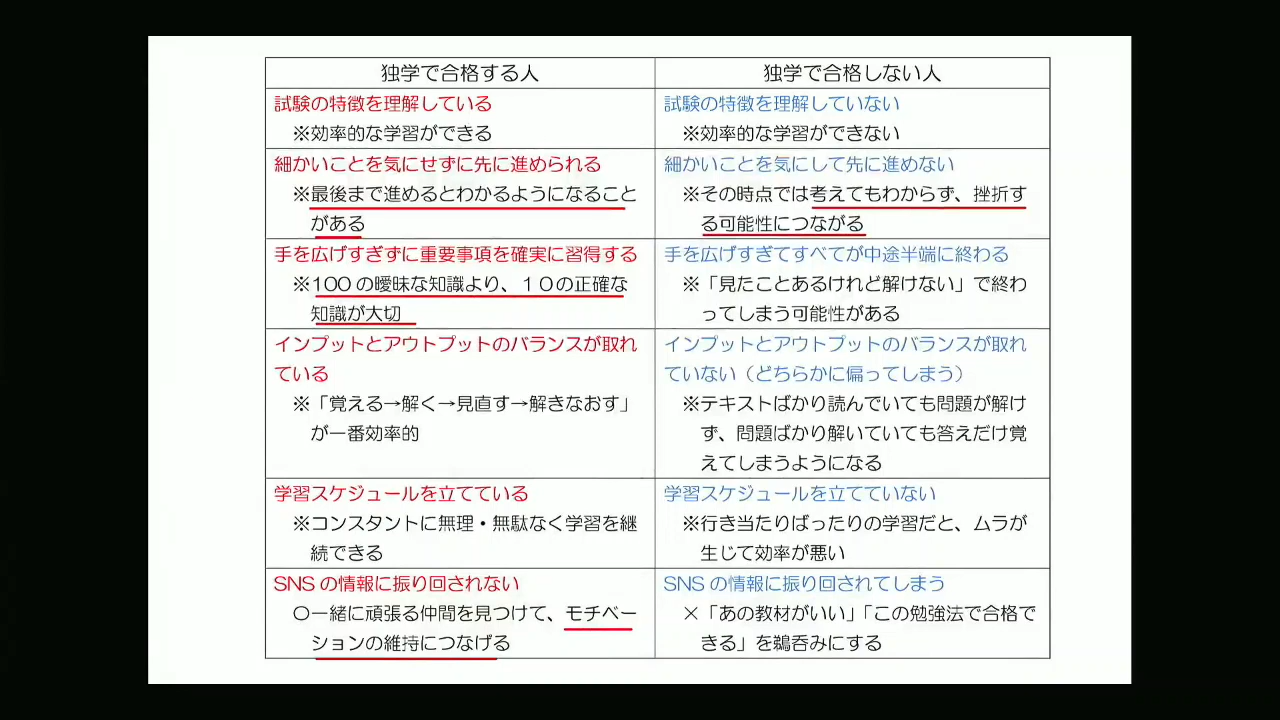 独学で合格する人
独学で合格しない人
試験の特徴を理解している
※効率的な学習ができる
試験の特徴を理解していない
※効率的な学習ができない
細かいことを気にせずに先に進められる
※最後まで進めるとわかるようになること
がある
細かいことを気にして先に進めない
※その時点では考えてもわからず、挫折す
る可能性につながる
手を広げすぎずに重要事項を確実に習得する
※100の曖昧な知識より、10の正確な
知識が大切
手を広げすぎてすべてが中途半端に終わる
※「見たことあるけれど解けない」で終わ
ってしまう可能性がある
インプットとアウトプットのバランスが取れ
ている
※「覚える→解く→見直す→解きなおす」
が一番効率的
インプットとアウトプットのバランスが取れ
ていない（どちらかに偏ってしまう）
※テキストばかり読んでいても問題が解け
ず、問題ばかり解いていても答えだけ覚
えてしまうようになる
学習スケジュールを立てている
※コンスタントに無理・無駄なく学習を継
続できる
学習スケジュールを立てていない
※行き当たりばったりの学習だと、ムラが
生じて効率が悪い
SNSの情報に振り回されない
〇一緒に頑張る仲間を見つけて、モチベー
ションの維持につなげる
SNSの情報に振り回されてしまう
×「あの教材がいい」「この勉強法で合格で
きる」を鵜呑みにする